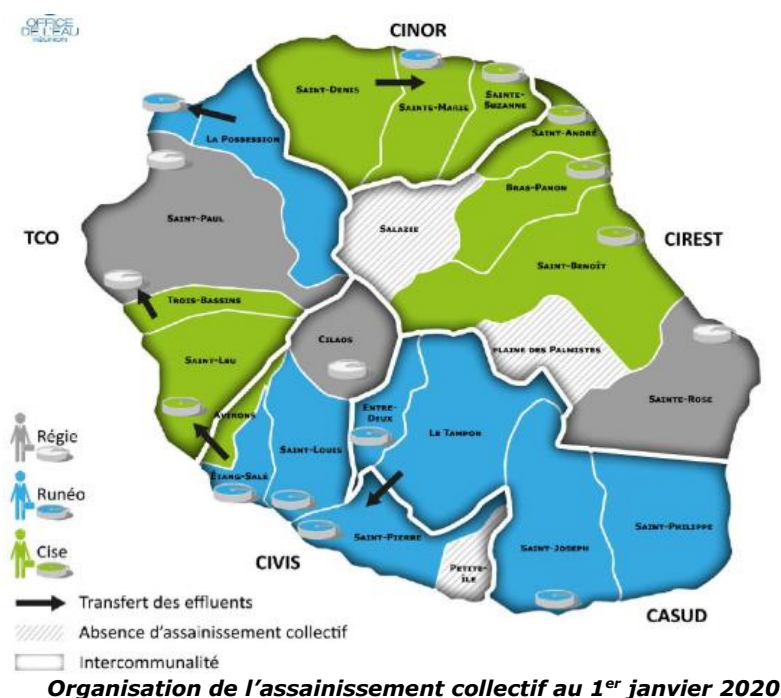 OFFICE
DE L'EAU
RÉUNION
CINOR
SAINT-DENIS
SAINTE-MARIE
SAINTE-
SUZANNE
SAINT-ANDRÉ
LA POSSESSION
BRAS-PANON
SAINT-PAUL
SALAZIE
TCO
CIREST
SAINT-BENOÎT
TROIS-BASSINS
CILAOS
SAINT-LEU
PLAINE DES PALMISTES
SAINTE-ROSE
AVIRONS
ENTRE-
DEUX
LE TAMPON
SAINT-LOUIS
ÉTANG-SALÉ
SAINT-PIERRE
SAINT-JOSEPH
SAINT-PHILIPPE
PETITE-
ÎLE
CIVIS
CASUD
Régie
Runéo
Cise
Transfert des effluents
Absence d'assainissement collectif
Intercommunalité
Organisation de l'assainissement collectif au 1er janvier 2020